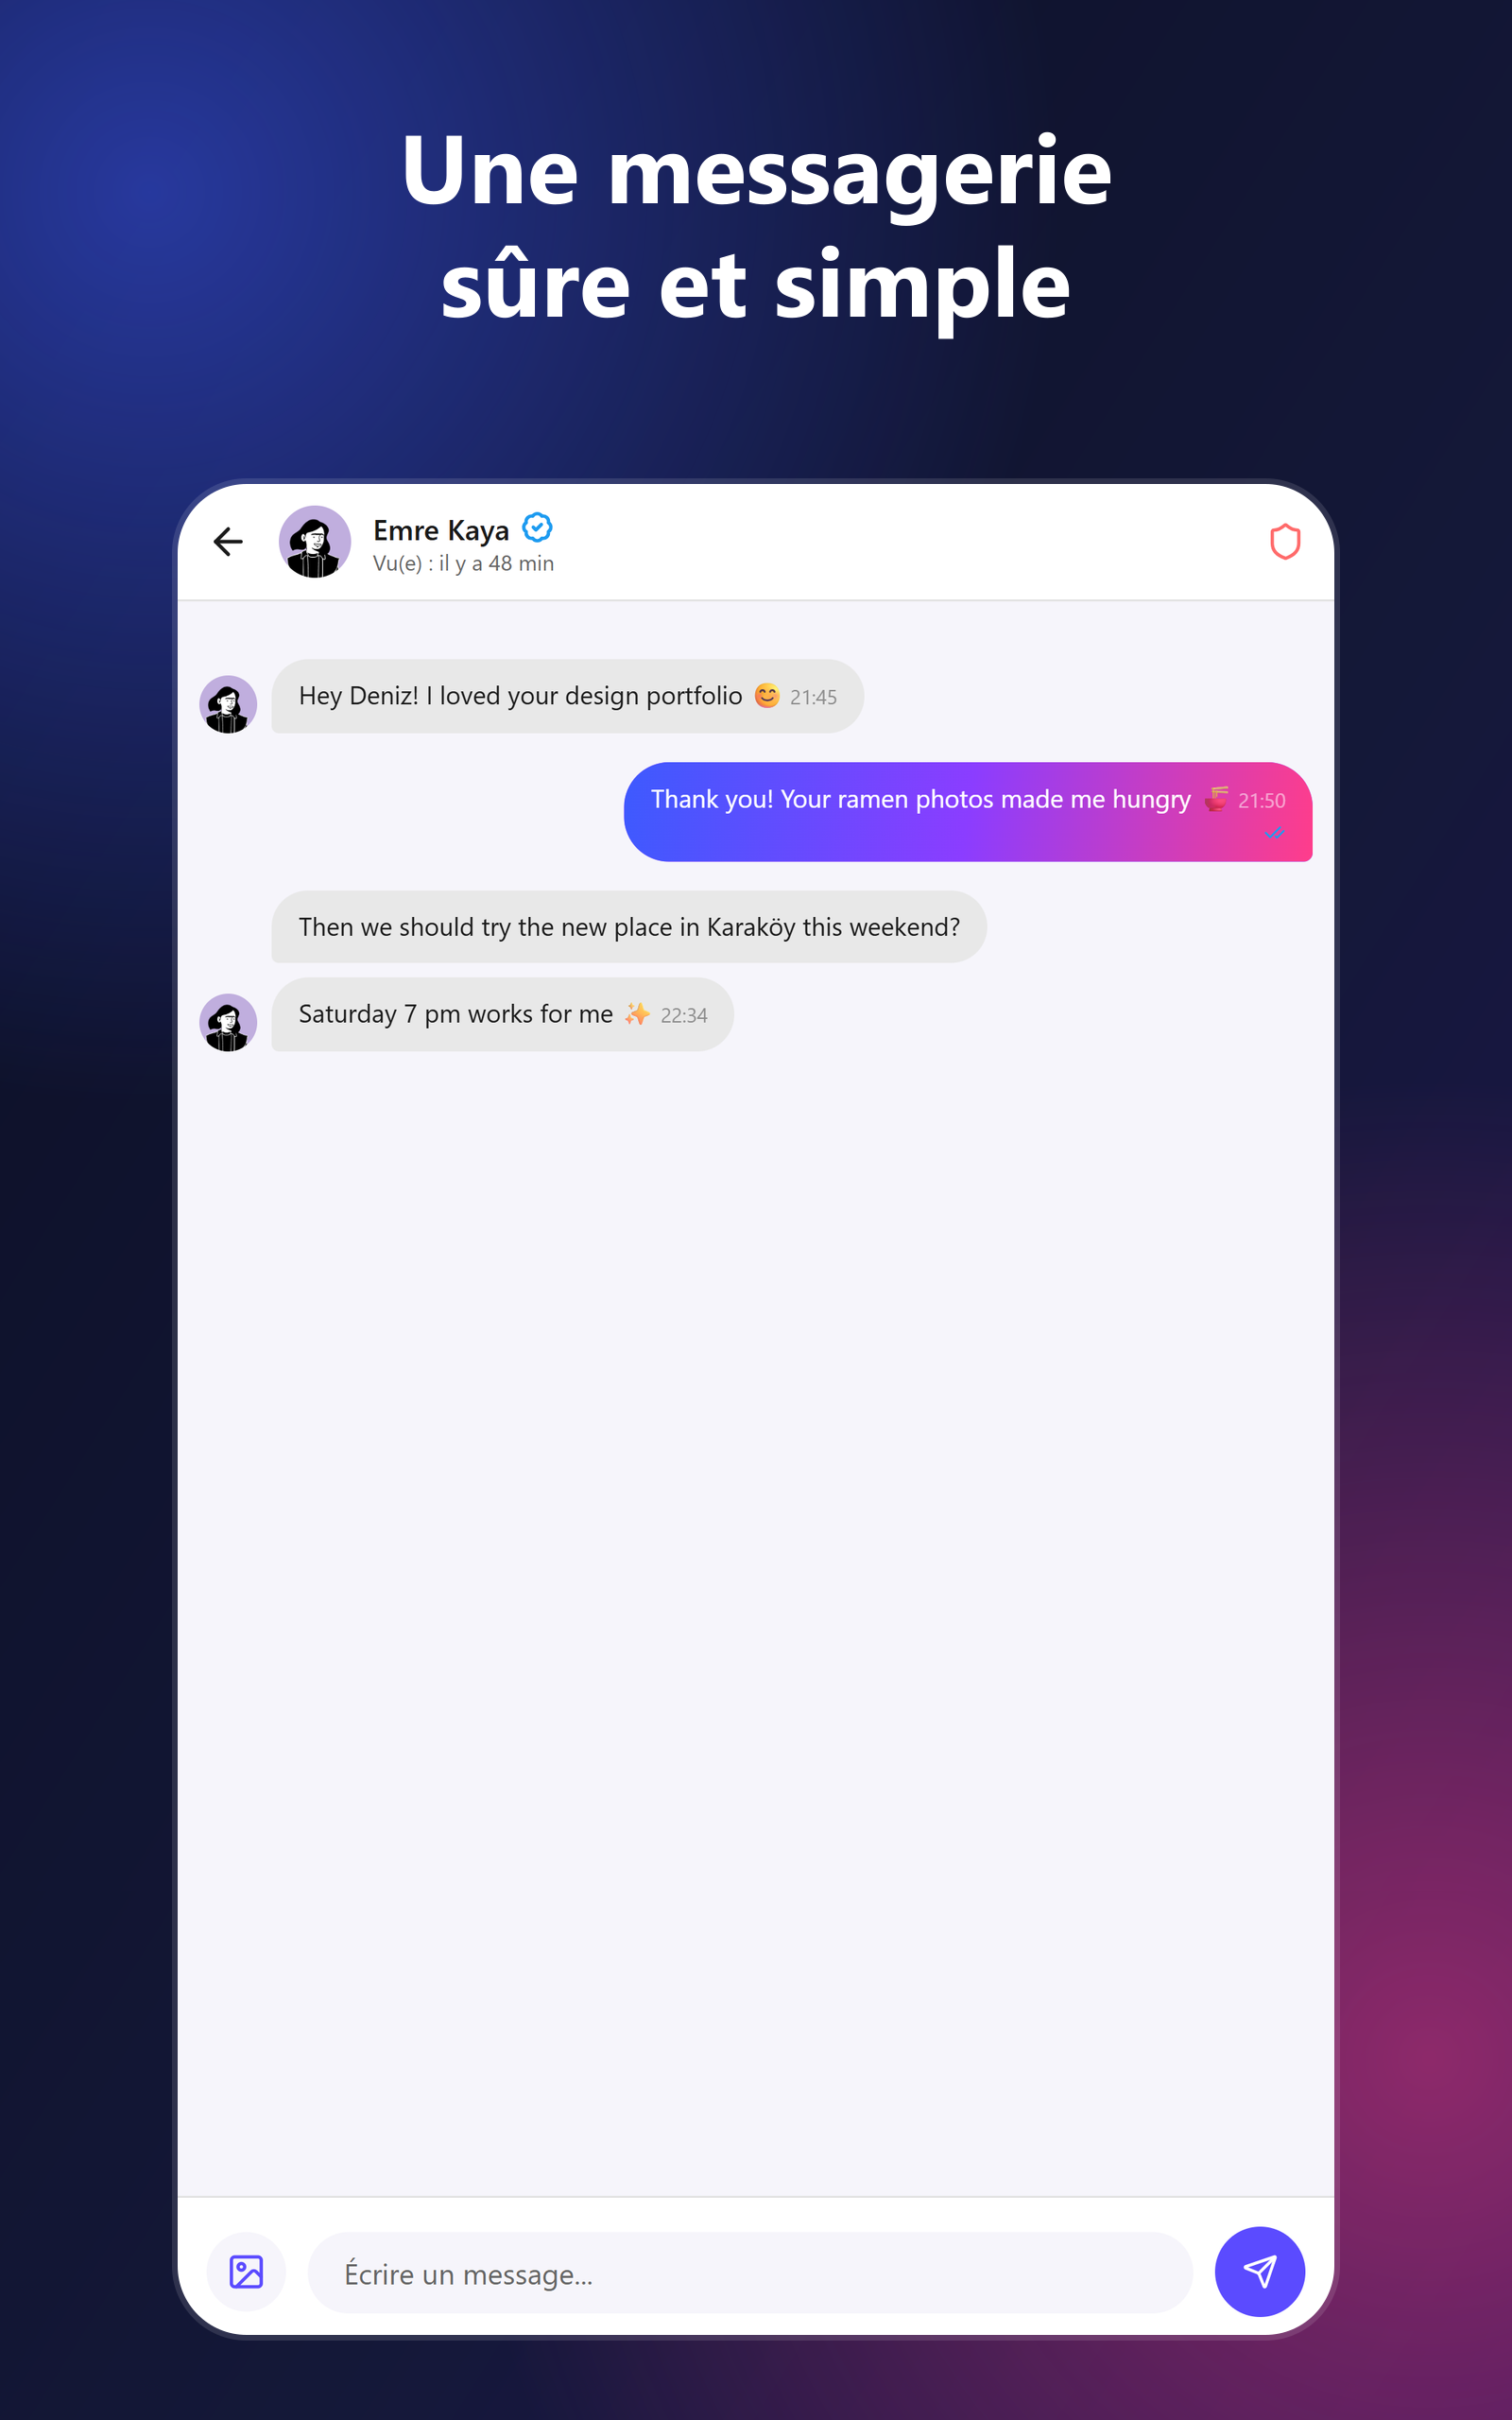 Une messagerie
sûre et simple
Emre Kaya
Vu(e) : il y a 48 min
Hey Deniz! I loved your design portfolio 😊 21:45
Thank you! Your ramen photos made me hungry 🍜 21:50
Then we should try the new place in Karaköy this weekend?
Saturday 7 pm works for me ✨ 22:34
Écrire un message...